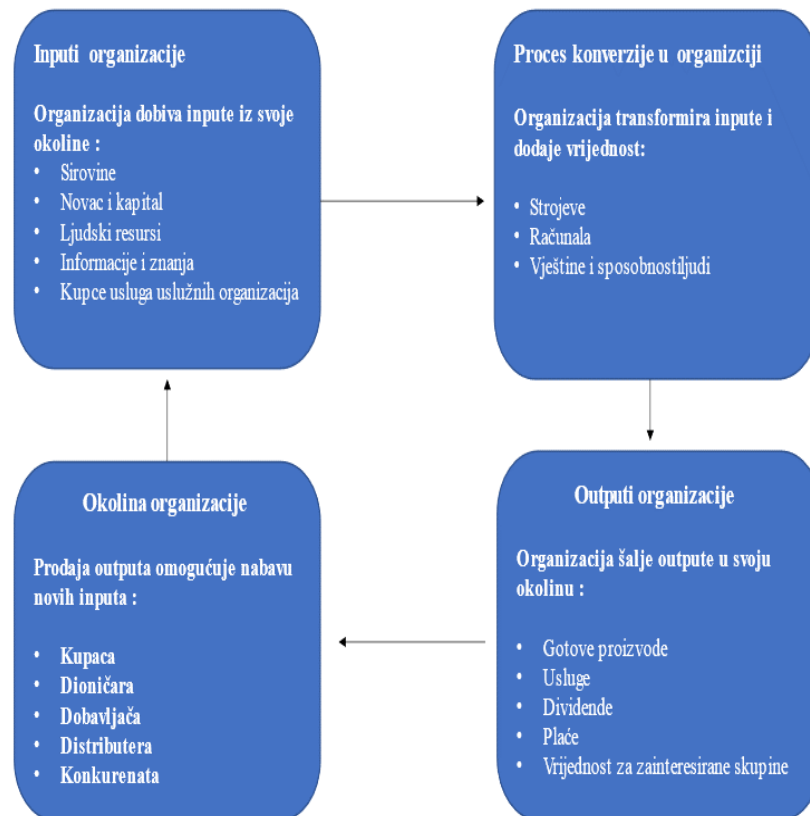 Inputi organizacije
Organizacija dobiva inpute iz svoje
okoline :
• Sirovine
• Novac i kapital
• Ljudski resursi
• Informacije i znanja
• Kupce usluga uslužnih organizacija
Proces konverzije u organizciji
Organizacija transformira inpute i
dodaje vrijednost:
• Strojeve
• Računala
• Vještine i sposobnostiljudi
Okolina organizacije
Prodaja outputa omogućuje nabavu
novih inputa :
• Kupaca
• Dioničara
• Dobavljača
• Distributera
• Konkurenata
Outputi organizacije
Organizacija šalje outpute u svoju
okolinu :
• Gotove proizvode
• Usluge
• Dividende
• Plaće
• Vrijednost za zainteresirane skupine